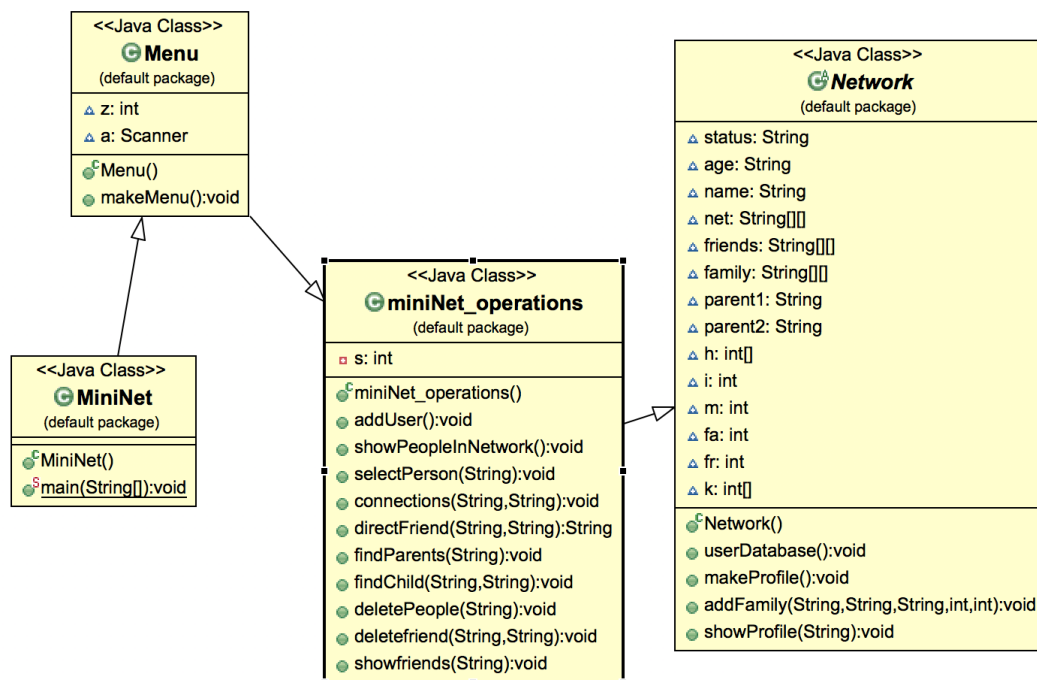 <<Java Class>>
Menu
(default package)
z: int
a: Scanner
Menu()
makeMenu():void
<<Java Class>>
MiniNet
(default package)
MiniNet()
main(String[]):void
<<Java Class>>
miniNet_operations
(default package)
s: int
miniNet_operations()
addUser():void
showPeopleInNetwork():void
selectPerson(String):void
connections(String,String):void
directFriend(String,String):String
findParents(String):void
findChild(String,String):void
deletePeople(String):void
deletefriend(String,String):void
showfriends(String):void
<<Java Class>>
Network
(default package)
status: String
age: String
name: String
net: String[][]
friends: String[][]
family: String[][]
parent1: String
parent2: String
h: int[]
i: int
m: int
fa: int
fr: int
k: int[]
Network()
userDatabase():void
makeProfile():void
addFamily(String,String,String,int,int):void
showProfile(String):void